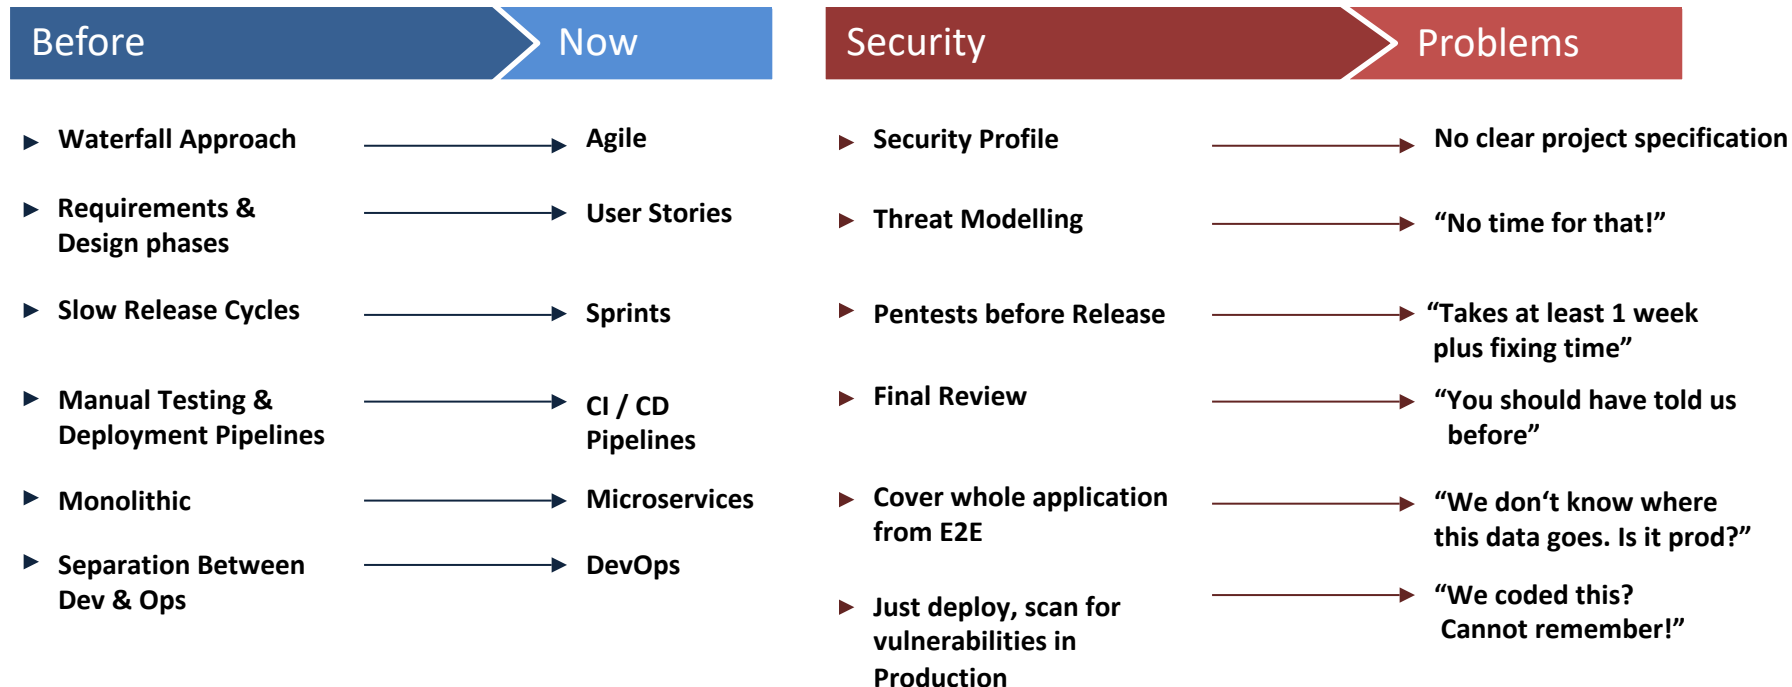 Before
Now
Waterfall Approach
Agile
Requirements &
Design phases
User Stories
Slow Release Cycles
Sprints
Manual Testing &
Deployment Pipelines
CI / CD
Pipelines
Monolithic
Microservices
Separation Between
Dev & Ops
DevOps
Security
Problems
Security Profile
No clear project specification
Threat Modelling
“No time for that!”
Pentests before Release
“Takes at least 1 week
plus fixing time”
Final Review
“You should have told us
before”
Cover whole application
from E2E
“We don‘t know where
this data goes. Is it prod?”
Just deploy, scan for
vulnerabilities in
Production
“We coded this?
Cannot remember!”